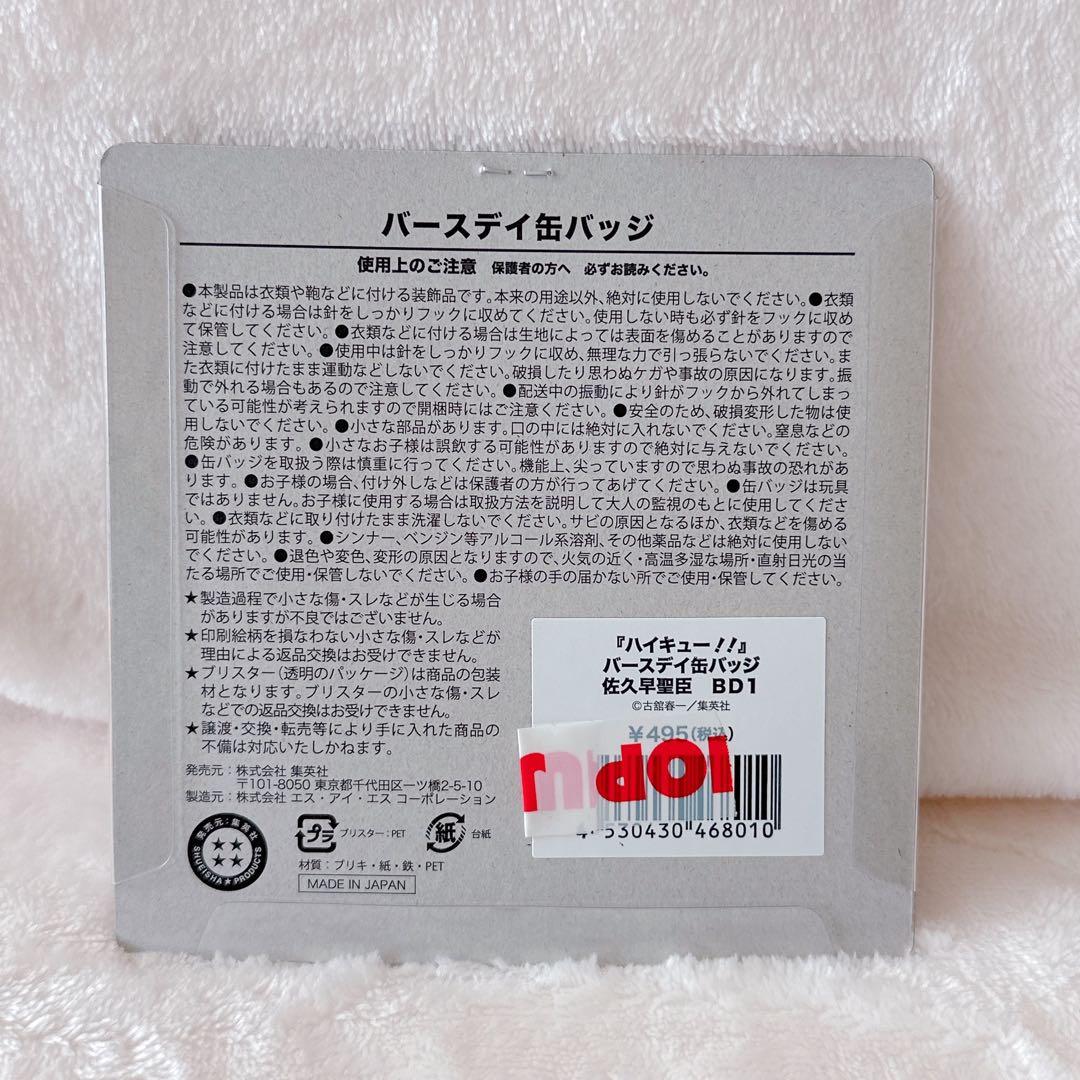 バースデイ缶バッジ
使用上のご注意 保護者の方へ 必ずお読みください。
●本製品は衣類や鞄などに付ける装飾品です。本来の用途以外、絶対に使用しないでください。●衣類
などに付ける場合は針をしっかりフックに収めてください。使用しない時も必ず針をフックに収め
て保管してください。●衣類などに付ける場合は生地によっては表面を傷めることがありますので
注意してください。●使用中は針をしっかりフックに収め、無理な力で引っ張らないでください。ま
た衣類に付けたまま運動などしないでください。破損したり思わぬケガや事故の原因になります。振
動で外れる場合もあるので注意してください。●配送中の振動により針がフックから外れてしまっ
ている可能性が考えられますので開梱時にはご注意ください。●安全のため、破損変形した物は使
用しないでください。●小さな部品があります。口の中には絶対に入れないでください。窒息などの
危険があります。●小さなお子様は誤飲する可能性がありますので絶対に与えないでください。
●缶バッジを取扱う際は慎重に行ってください。機能上、尖っていますので思わぬ事故の恐れがあ
ります。●お子様の場合、付け外しなどは保護者の方が行ってあげてください。●缶バッジは玩具
ではありません。お子様に使用する場合は取扱方法を説明して大人の監視のもとに使用してくださ
い。●衣類などに取り付けたまま洗濯しないでください。サビの原因となるほか、衣類などを傷める
可能性があります。●シンナー、ベンジン等アルコール系溶剤、その他薬品などは絶対に使用しない
でください。●退色や変色、変形の原因となりますので、火気の近く・高温多湿な場所・直射日光の当
たる場所でご使用・保管しないでください。●お子様の手の届かない所でご使用・保管してください。
★製造過程で小さな傷・スレなどが生じる場合
がありますが不良ではございません。
★印刷絵柄を損なわない小さな傷・スレなどが
理由による返品交換はお受けできません。
★ブリスター（透明のパッケージ）は商品の包装
材となります。ブリスターの小さな傷・スレ
などでの返品交換はお受けできません。
★譲渡・交換・転売等により手に入れた商品の
不備は対応いたしかねます。
発売元：株式会社 集英社
〒101-8050 東京都千代田区一ツ橋2-5-10
製造元：株式会社 エス・アイ・エス コーポレーション
発売元：集英社
SHUEISHA★PRODUCTS
プラ ブリスター：PET
紙 台紙
材質：ブリキ・紙・鉄・PET
MADE IN JAPAN
『ハイキュー!!』
バースデイ缶バッジ
佐久早聖臣 BD1
©古舘春一／集英社
¥495(税込)
4 530430 468010